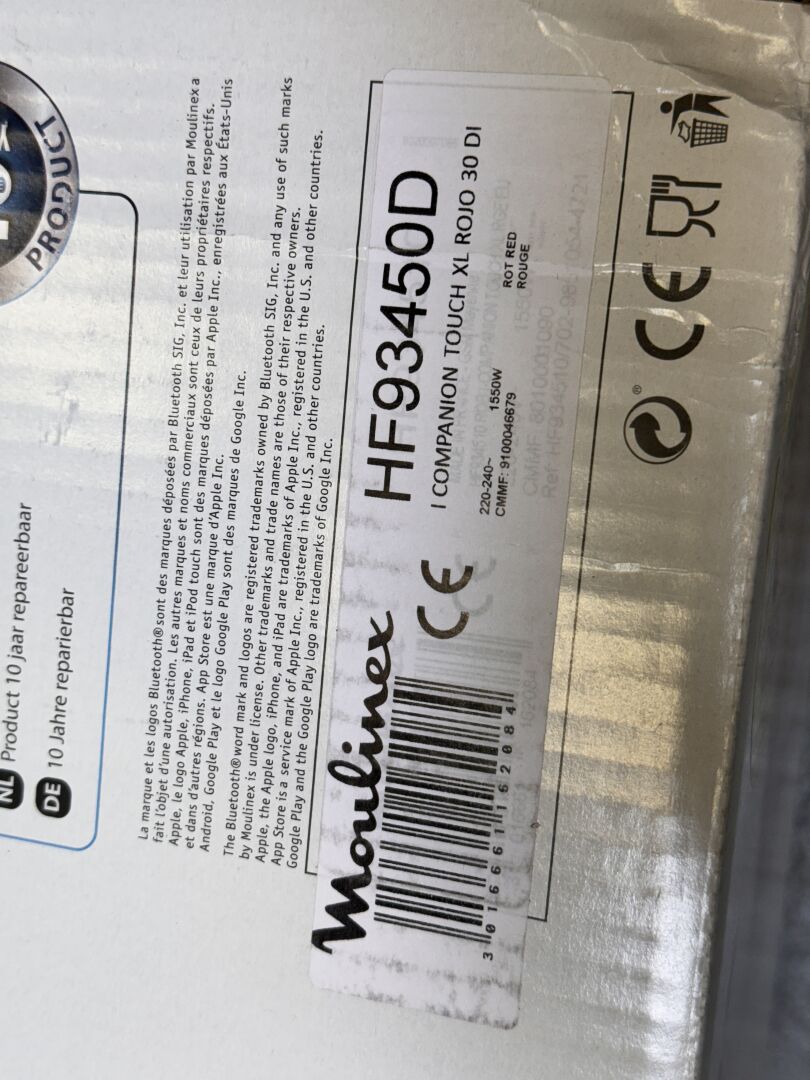 PRODUCT
NL Product 10 jaar repareerbaar
DE 10 Jahre reparierbar
La marque et les logos Bluetooth® sont des marques déposées par Bluetooth SIG, Inc. et leur utilisation par Moulinex a
fait l'objet d'une autorisation. Les autres marques et noms commerciaux sont ceux de leurs propriétaires respectifs.
Apple, le logo Apple, iPhone, iPad et iPod touch sont des marques déposées par Apple Inc., enregistrées aux États-Unis
et dans d'autres régions. App Store est une marque d'Apple Inc.
Android, Google Play et le logo Google Play sont des marques de Google Inc.
The Bluetooth® word mark and logos are registered trademarks owned by Bluetooth SIG, Inc. and any use of such marks
by Moulinex is under license. Other trademarks and trade names are those of their respective owners.
Apple, the Apple logo, iPhone, and iPad are trademarks of Apple Inc., registered in the U.S. and other countries.
App Store is a service mark of Apple Inc., registered in the U.S. and other countries.
Google Play and the Google Play logo are trademarks of Google Inc.
Moulinex
HF93450D
I COMPANION TOUCH XL ROJO 30 DI
CE
220-240~ 1550W
CMMF: 9100046679
ROT RED
ROUGE
3 016661 162084
® CE